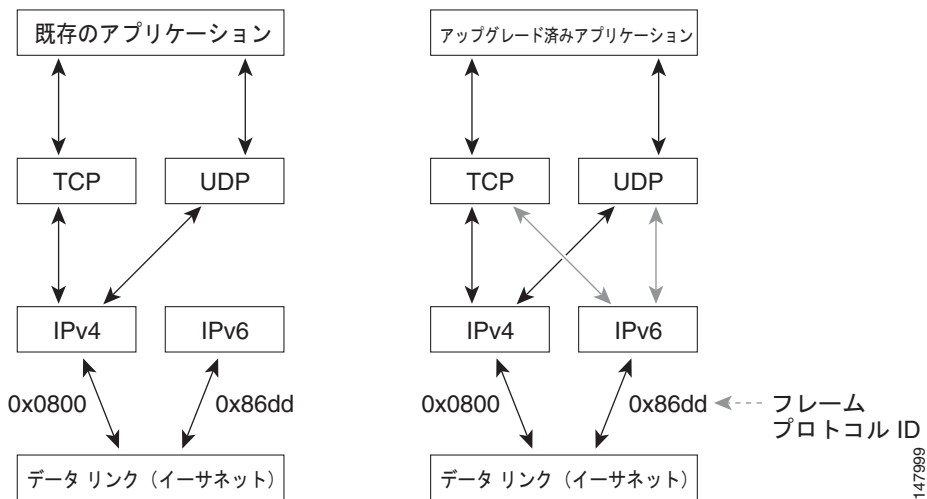 既存のアプリケーション
アップグレード済みアプリケーション
TCP
UDP
TCP
UDP
IPv4
IPv6
IPv4
IPv6
0x0800
0x86dd
0x0800
0x86dd
フレーム
プロトコル ID
データ リンク（イーサネット）
データ リンク（イーサネット）
147999